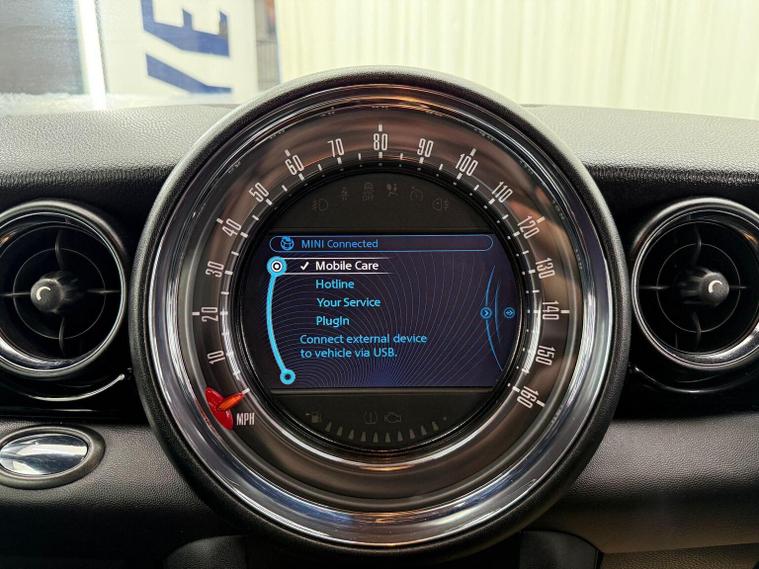 YE
MINI Connected
✓ Mobile Care
Hotline
Your Service
PlugIn
Connect external device
to vehicle via USB.
10
20
30
40
50
60
70
80
90
100
110
120
130
140
150
160
MPH